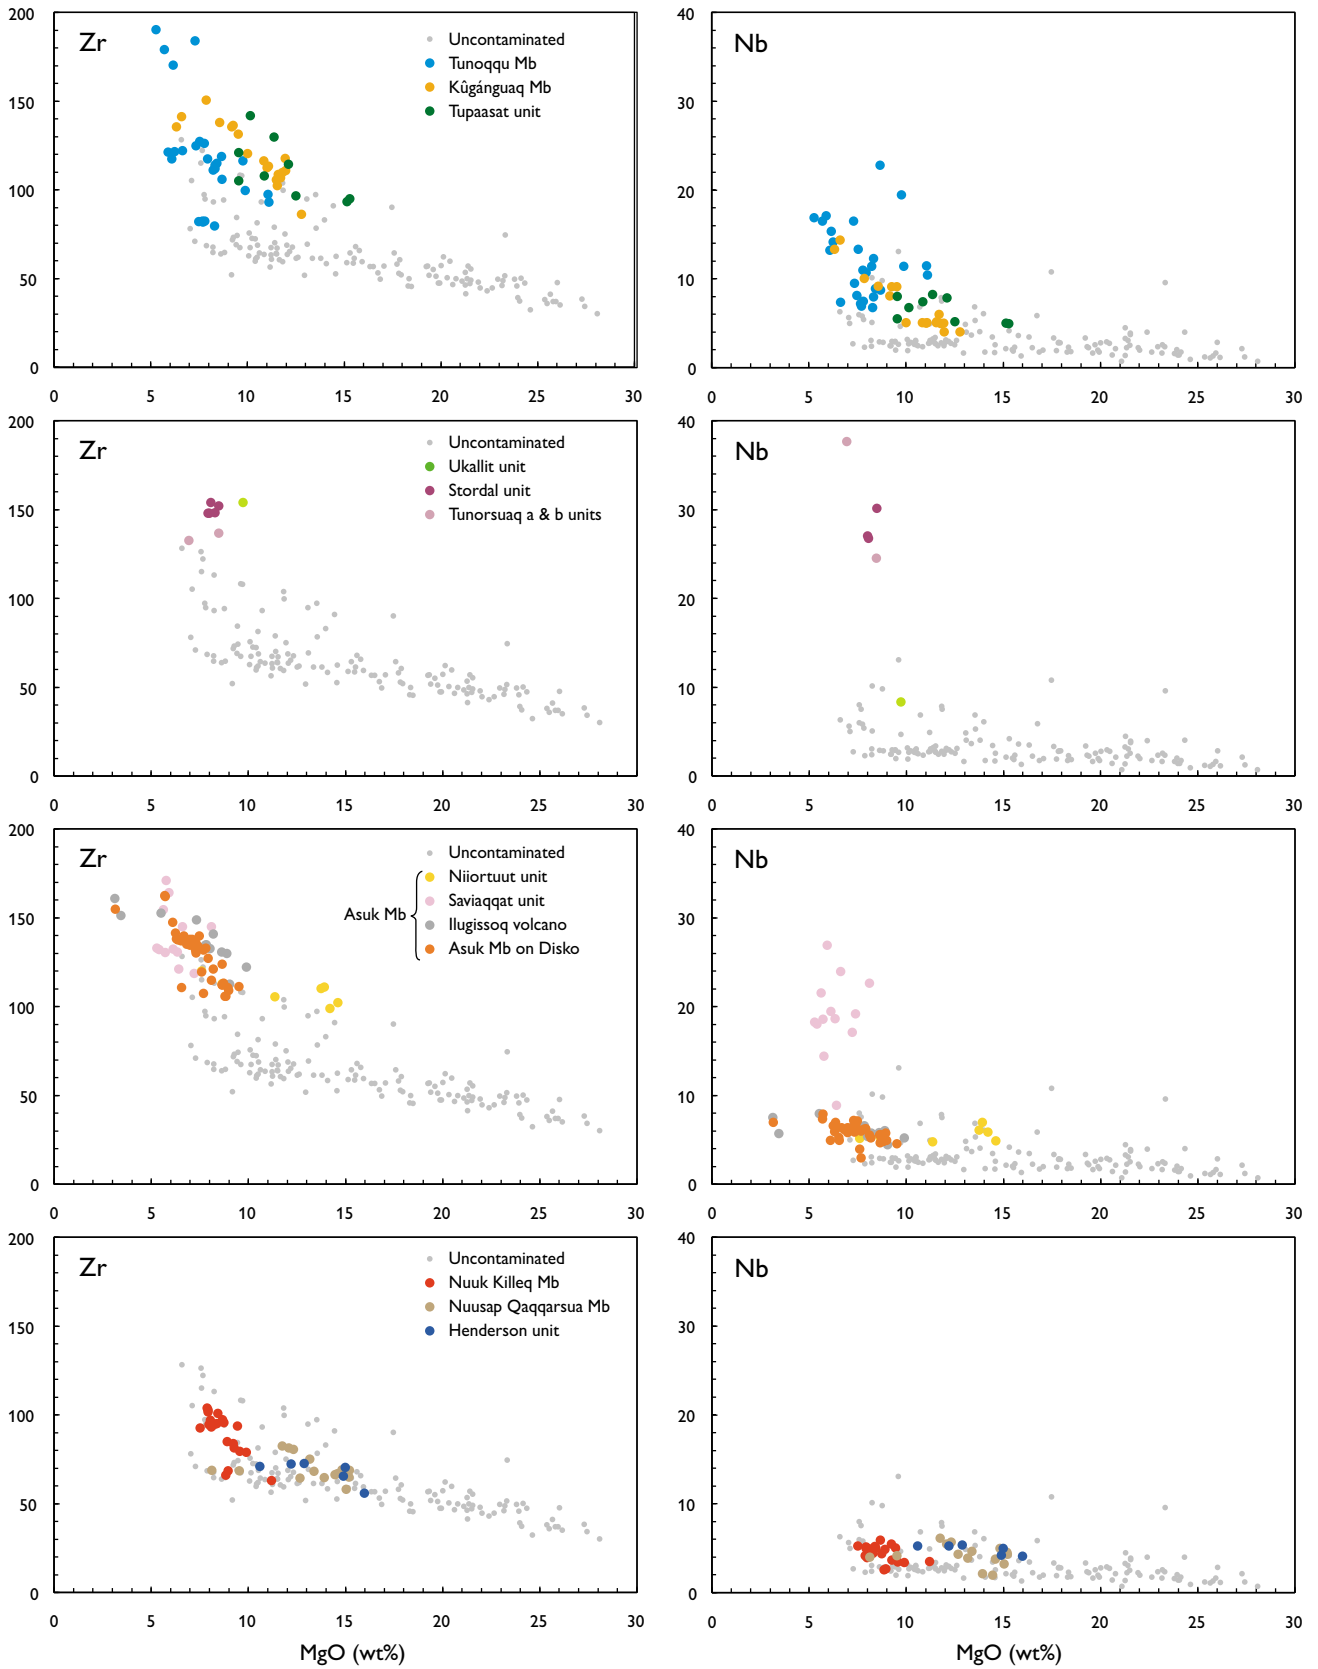 Zr
Uncontaminated
Tunoqqu Mb
Kûgánguaq Mb
Tupaasat unit
200
150
100
50
0
0 5 10 15 20 25 30
Nb
40
30
20
10
0
0 5 10 15 20 25 30
Zr
Uncontaminated
Ukallit unit
Stordal unit
Tunorsuaq a & b units
200
150
100
50
0
0 5 10 15 20 25 30
Nb
40
30
20
10
0
0 5 10 15 20 25 30
Zr
Uncontaminated
Niiortuut unit
Saviaqqat unit
Asuk Mb
Ilugissoq volcano
Asuk Mb on Disko
200
150
100
50
0
0 5 10 15 20 25 30
Nb
40
30
20
10
0
0 5 10 15 20 25 30
Zr
Uncontaminated
Nuuk Killeq Mb
Nuusap Qaqqarsua Mb
Henderson unit
200
150
100
50
0
0 5 10 15 20 25 30
MgO (wt%)
Nb
40
30
20
10
0
0 5 10 15 20 25 30
MgO (wt%)